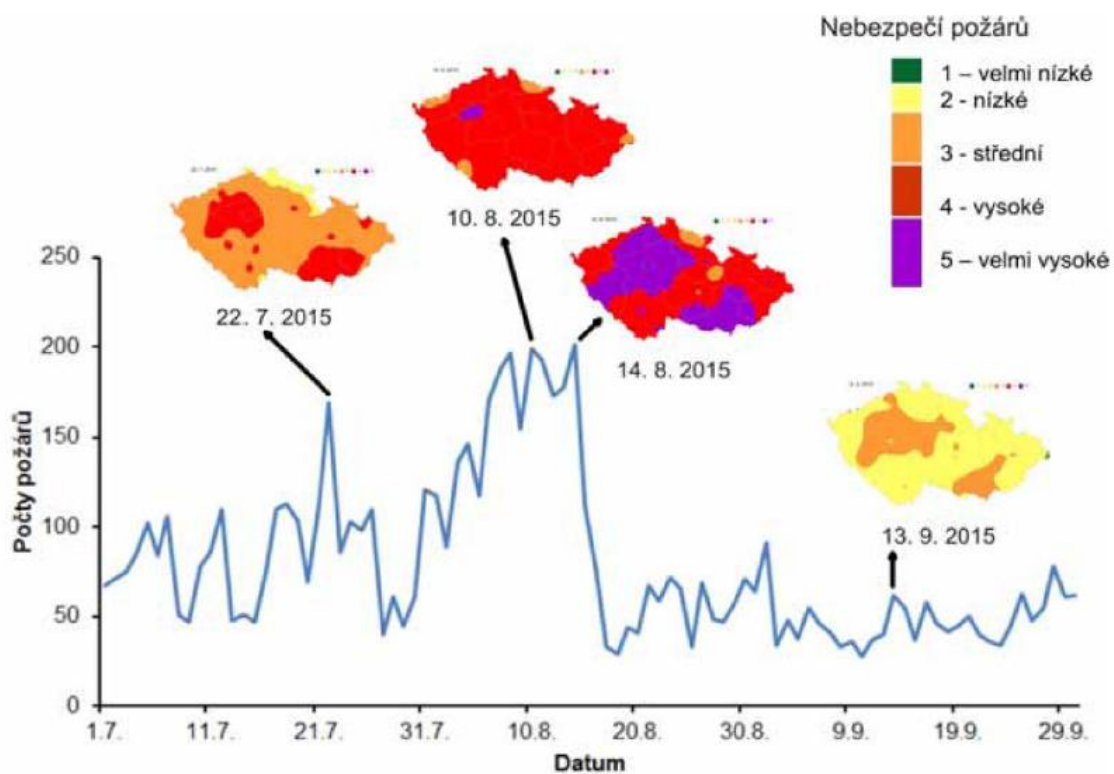 Nebezpečí požárů
1 – velmi nízké
2 - nízké
3 - střední
4 - vysoké
5 – velmi vysoké
10. 8. 2015
22. 7. 2015
14. 8. 2015
13. 9. 2015
Počty požárů
250
200
150
100
50
0
1.7.
11.7.
21.7.
31.7.
10.8.
20.8.
30.8.
9.9.
19.9.
29.9.
Datum